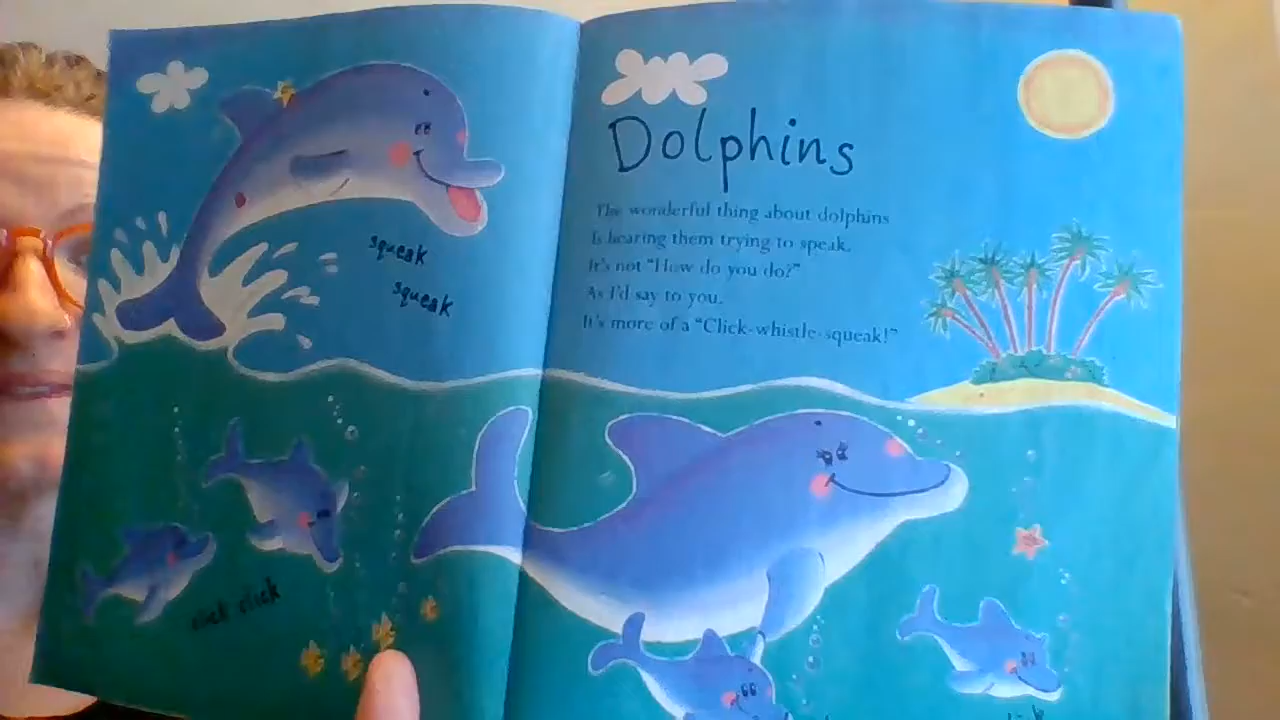 squeak
squeak
click click
Dolphins
The wonderful thing about dolphins
Is hearing them trying to speak.
It's not "How do you do?"
As I'd say to you.
It's more of a "Click-whistle-squeak!"